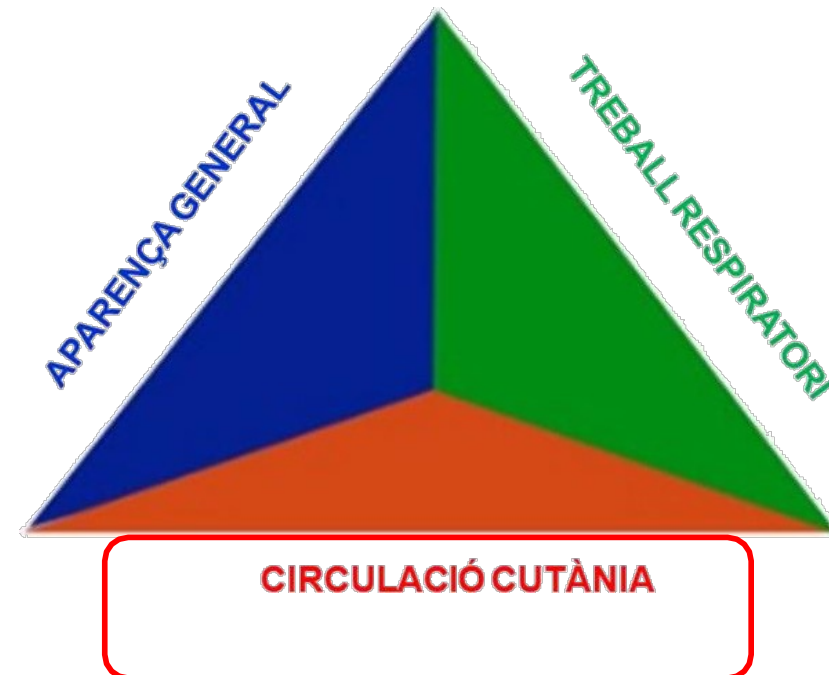 APARENÇA GENERAL
TREBALL RESPIRATORI
CIRCULACIÓ CUTÀNIA